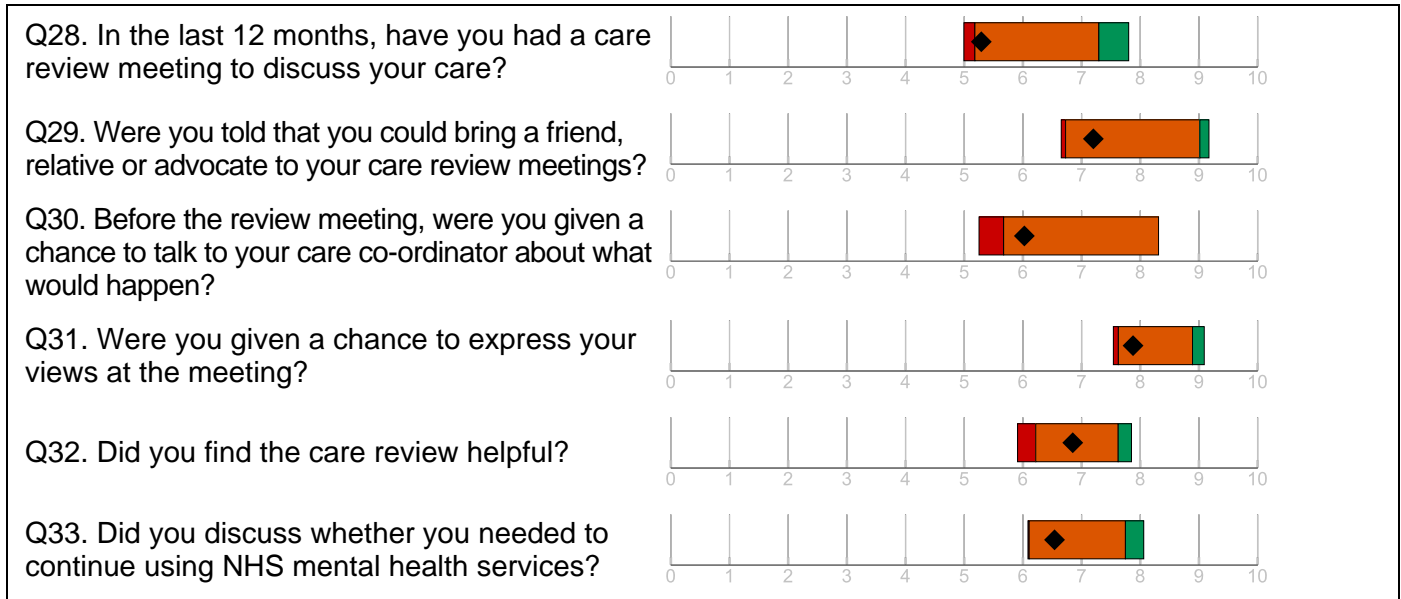 Q28. In the last 12 months, have you had a care
review meeting to discuss your care?
0 1 2 3 4 5 6 7 8 9 10
Q29. Were you told that you could bring a friend,
relative or advocate to your care review meetings?
0 1 2 3 4 5 6 7 8 9 10
Q30. Before the review meeting, were you given a
chance to talk to your care co-ordinator about what
would happen?
0 1 2 3 4 5 6 7 8 9 10
Q31. Were you given a chance to express your
views at the meeting?
0 1 2 3 4 5 6 7 8 9 10
Q32. Did you find the care review helpful?
0 1 2 3 4 5 6 7 8 9 10
Q33. Did you discuss whether you needed to
continue using NHS mental health services?
0 1 2 3 4 5 6 7 8 9 10